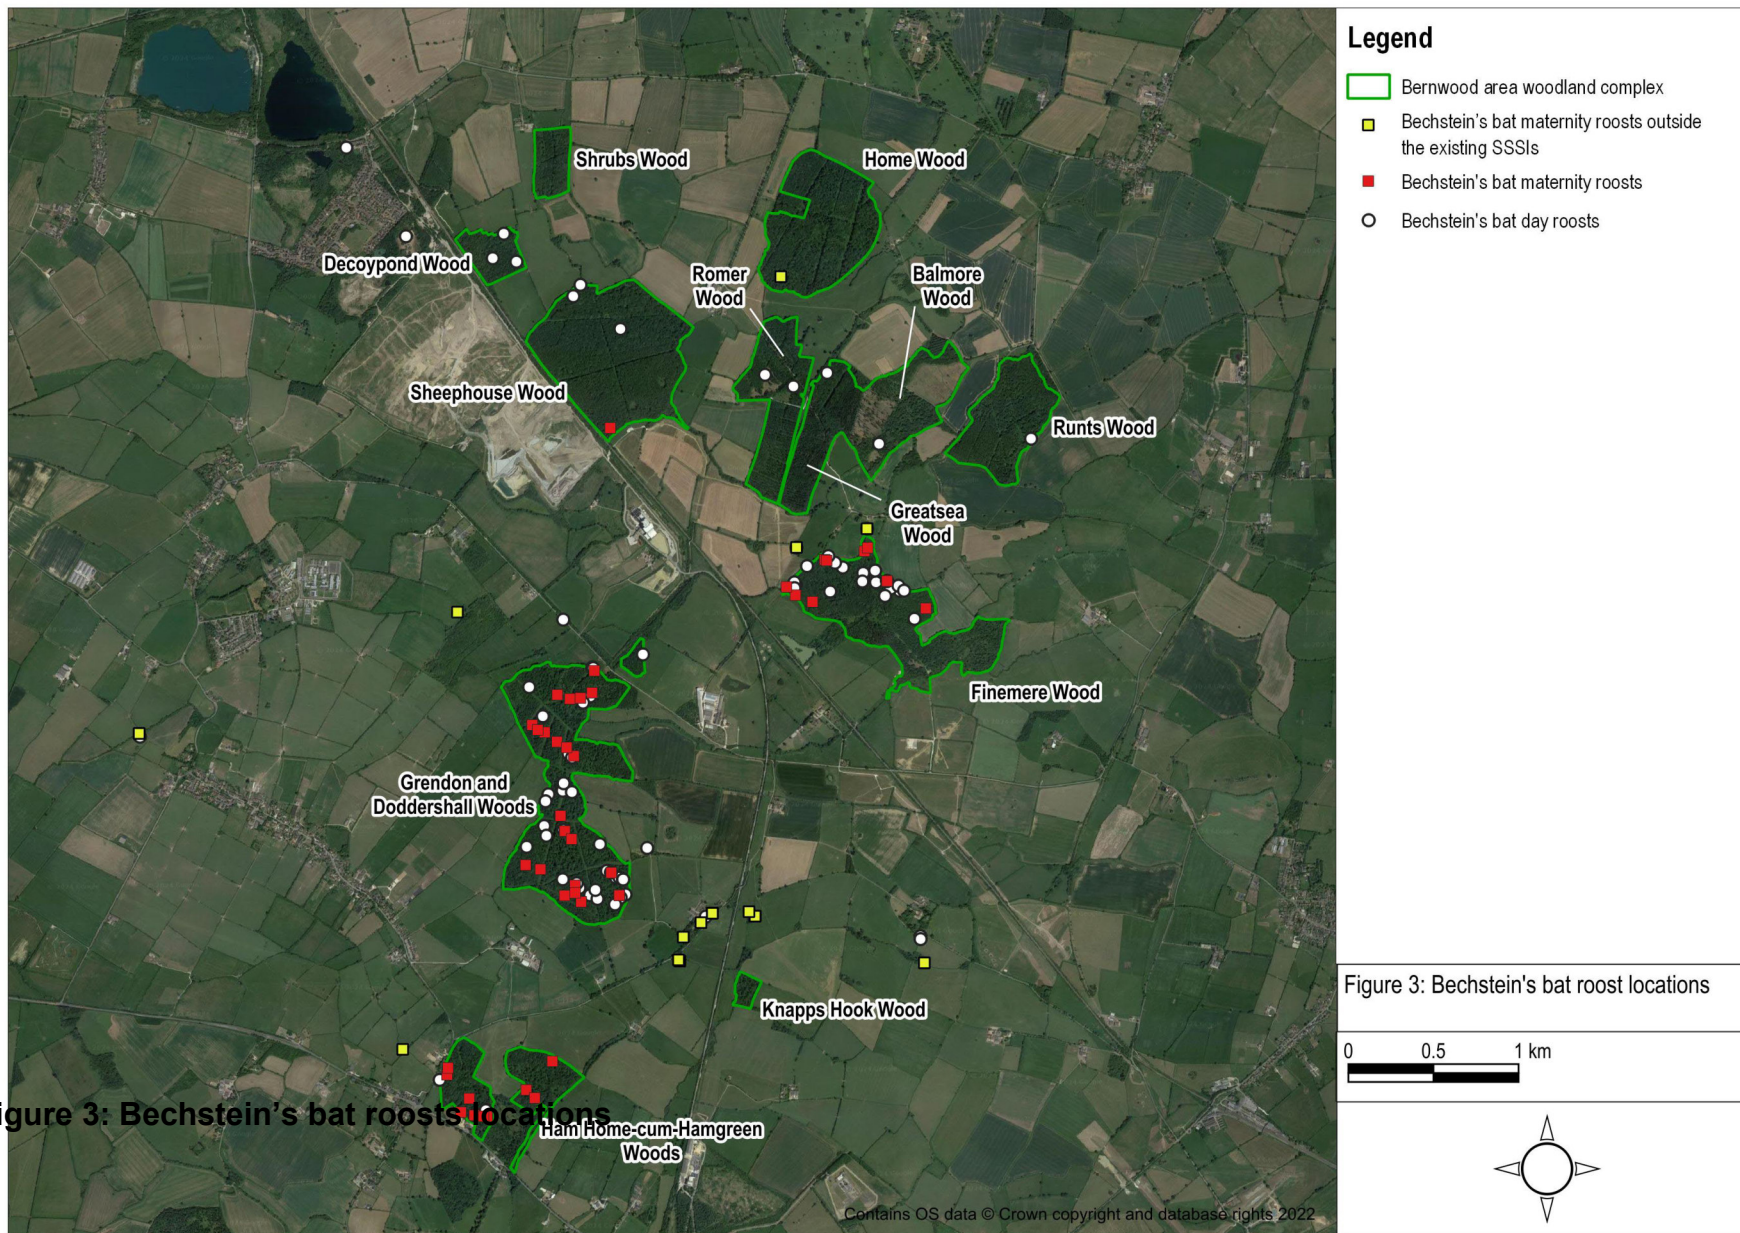 Legend
Bernwood area woodland complex
Bechstein's bat maternity roosts outside
the existing SSSIs
Bechstein's bat maternity roosts
Bechstein's bat day roosts
Shrubs Wood
Home Wood
Decoypond Wood
Romer
Wood
Balmore
Wood
Sheephouse Wood
Runts Wood
Greatsea
Wood
Finemere Wood
Grendon and
Doddershall Woods
Knapps Hook Wood
Ham Home-cum-Hamgreen
Woods
igure 3: Bechstein’s bat roosts locations
Contains OS data © Crown copyright and database rights 2022
Figure 3: Bechstein's bat roost locations
0 0.5 1 km